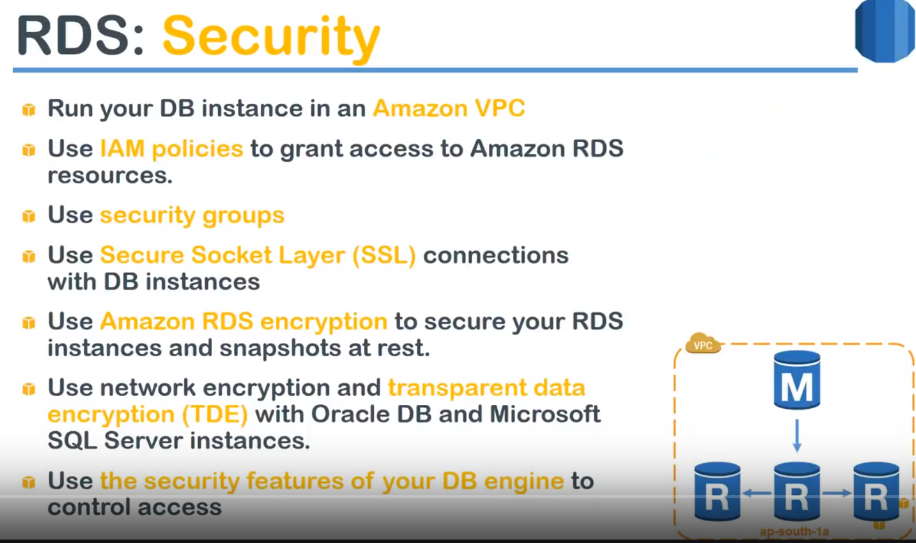 RDS: Security
Run your DB instance in an Amazon VPC
Use IAM policies to grant access to Amazon RDS
resources.
Use security groups
Use Secure Socket Layer (SSL) connections
with DB instances
Use Amazon RDS encryption to secure your RDS
instances and snapshots at rest.
Use network encryption and transparent data
encryption (TDE) with Oracle DB and Microsoft
SQL Server instances.
Use the security features of your DB engine to
control access
VPC
M
R R R
ap-south-1a